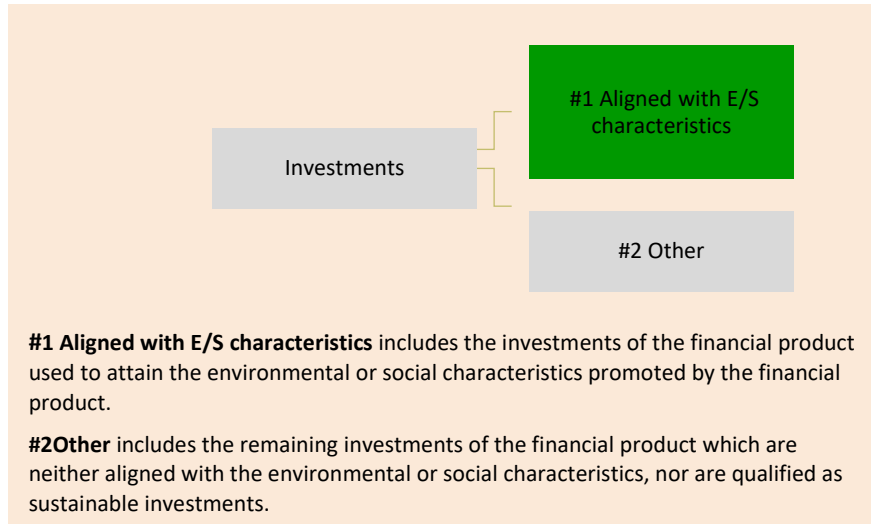 #1 Aligned with E/S
characteristics
Investments
#2 Other
#1 Aligned with E/S characteristics includes the investments of the financial product
used to attain the environmental or social characteristics promoted by the financial
product.
#2Other includes the remaining investments of the financial product which are
neither aligned with the environmental or social characteristics, nor are qualified as
sustainable investments.